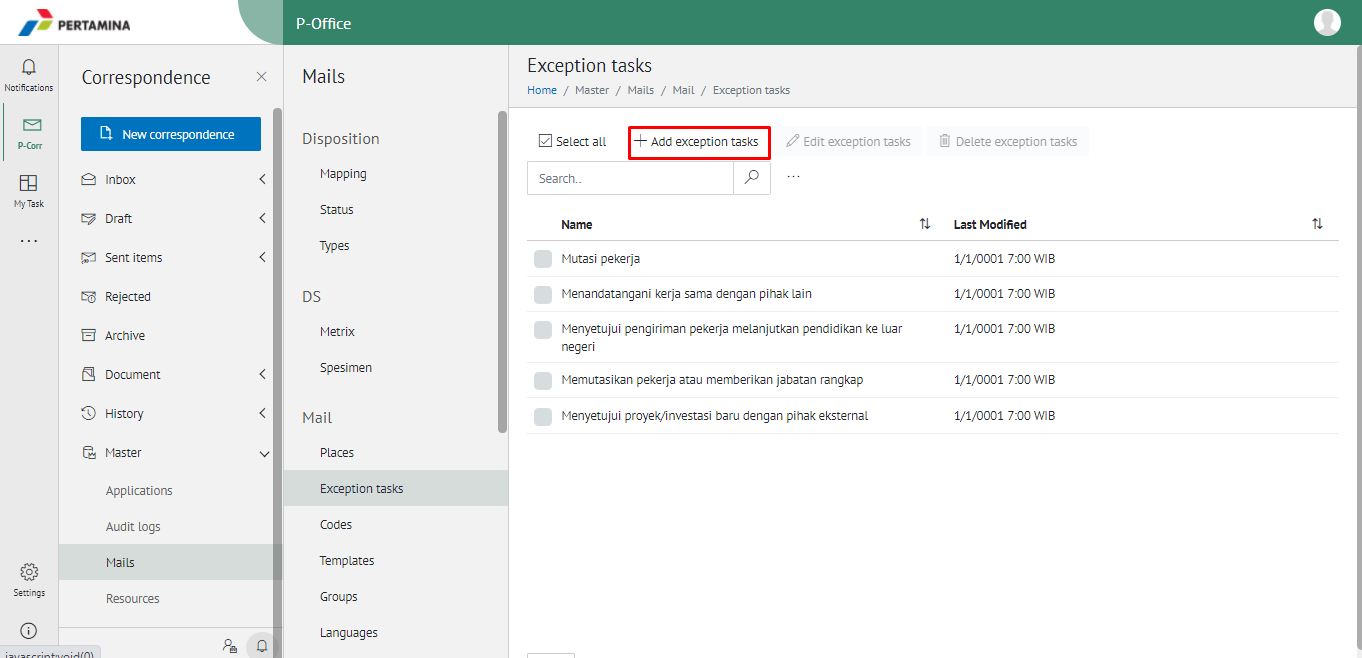 PERTAMINA
P-Office
Notifications
P-Corr
My Task
...
Settings
javascript:void(0)
Correspondence
New correspondence
Inbox
Draft
Sent items
Rejected
Archive
Document
History
Master
Applications
Audit logs
Mails
Resources
Mails
Disposition
Mapping
Status
Types
DS
Metrix
Spesimen
Mail
Places
Exception tasks
Codes
Templates
Groups
Languages
Exception tasks
Home / Master / Mails / Mail / Exception tasks
Select all + Add exception tasks Edit exception tasks Delete exception tasks
Search.. ...
Name Last Modified
Mutasi pekerja 1/1/0001 7:00 WIB
Menandatangani kerja sama dengan pihak lain 1/1/0001 7:00 WIB
Menyetujui pengiriman pekerja melanjutkan pendidikan ke luar 1/1/0001 7:00 WIB
negeri
Memutasikan pekerja atau memberikan jabatan rangkap 1/1/0001 7:00 WIB
Menyetujui proyek/investasi baru dengan pihak eksternal 1/1/0001 7:00 WIB